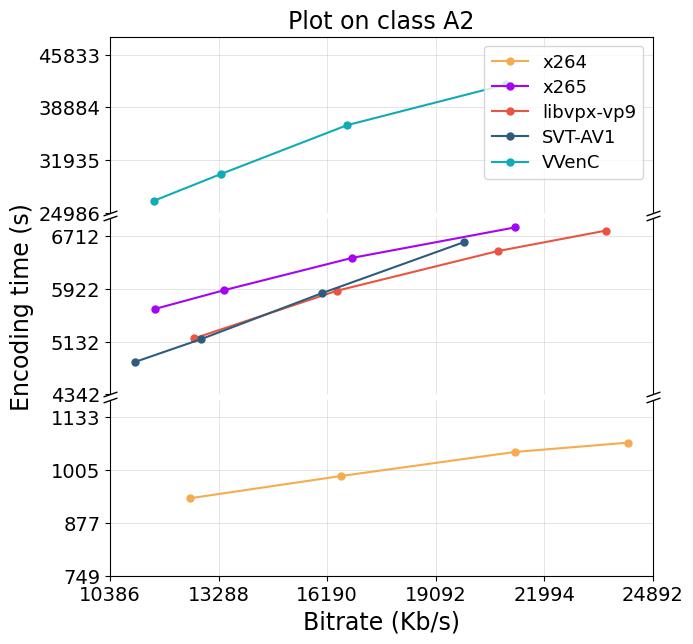 Plot on class A2
45833
38884
31935
24986
6712
5922
5132
4342
1133
1005
877
749
Encoding time (s)
x264
x265
libvpx-vp9
SVT-AV1
VVenC
10386 13288 16190 19092 21994 24892
Bitrate (Kb/s)